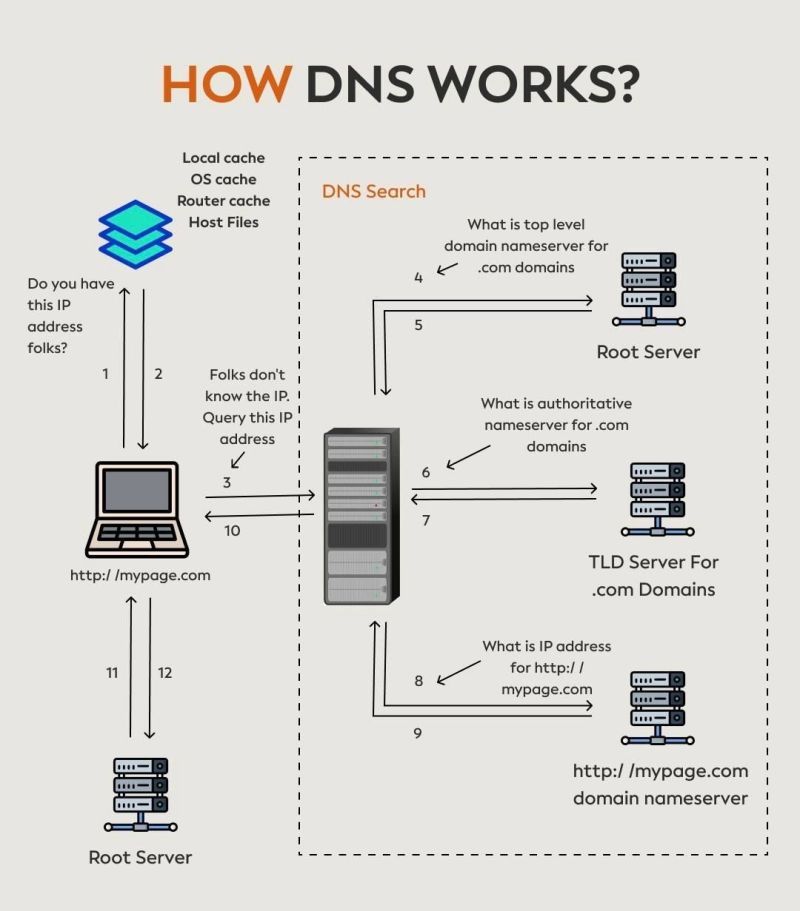 HOW DNS WORKS?
Local cache
OS cache
Router cache
Host Files
DNS Search
What is top level
domain nameserver for
.com domains
4
5
Root Server
Do you have
this IP
address
folks?
1
2
Folks don't
know the IP.
Query this IP
address
3
10
What is authoritative
nameserver for .com
domains
6
7
TLD Server For
.com Domains
http:/ /mypage.com
11
12
What is IP address
for http:/ /
mypage.com
8
9
http:/ /mypage.com
domain nameserver
Root Server